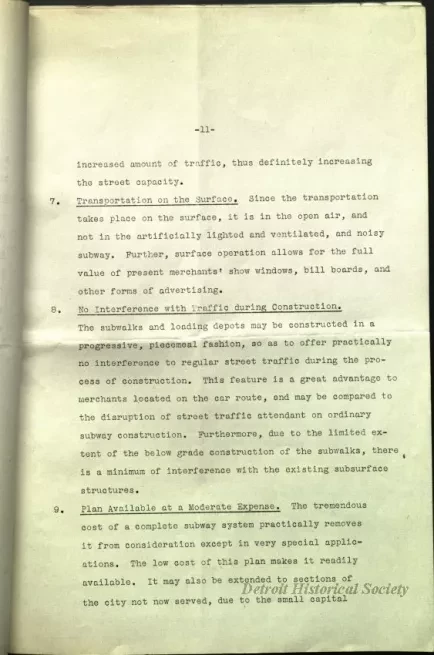 -11-
increased amount of traffic, thus definitely increasing
the street capacity.
7. Transportation on the Surface. Since the transportation
takes place on the surface, it is in the open air, and
not in the artificially lighted and ventilated, and noisy
subway. Further, surface operation allows for the full
value of present merchants' show windows, bill boards, and
other forms of advertising.
8. No Interference with Traffic during Construction.
The subwalks and loading depots may be constructed in a
progressive, piecemeal fashion, so as to offer practically
no interference to regular street traffic during the pro-
cess of construction. This feature is a great advantage to
merchants located on the car route, and may be compared to
the disruption of street traffic attendant on ordinary
subway construction. Furthermore, due to the limited ex-
tent of the below grade construction of the subwalks, there
is a minimum of interference with the existing subsurface
structures.
9. Plan Available at a Moderate Expense. The tremendous
cost of a complete subway system practically removes
it from consideration except in very special applic-
ations. The low cost of this plan makes it readily
available. It may also be extended to sections of
the city not now served, due to the small capital
Detroit Historical Society